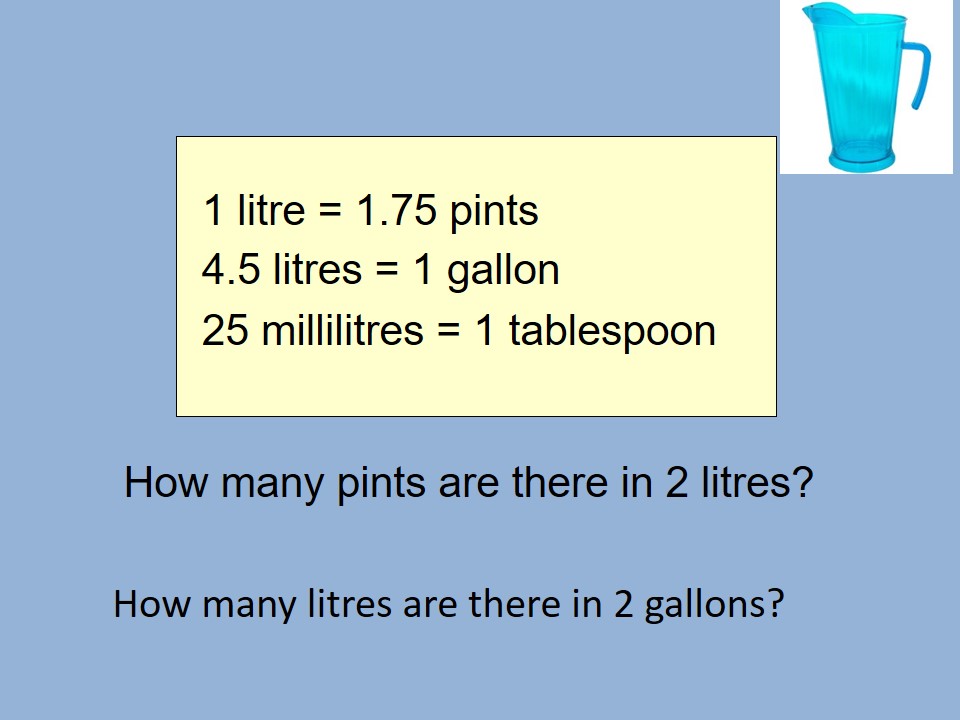 1 litre = 1.75 pints
4.5 litres = 1 gallon
25 millilitres = 1 tablespoon
How many pints are there in 2 litres?
How many litres are there in 2 gallons?